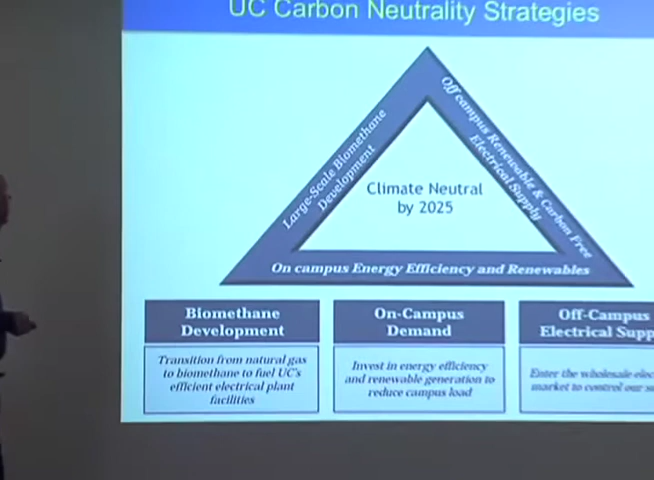 UC Carbon Neutrality Strategies
Large-Scale Biomethane
Development
Off campus Renewable & Carbon Free
Electrical Supply
Climate Neutral
by 2025
On campus Energy Efficiency and Renewables
Biomethane
Development
Transition from natural gas
to biomethane to fuel UC's
efficient electrical plant
facilities
On-Campus
Demand
Invest in energy efficiency
and renewable generation to
reduce campus load
Off-Campus
Electrical Supp
Enter the wholesale elec
market to control our s